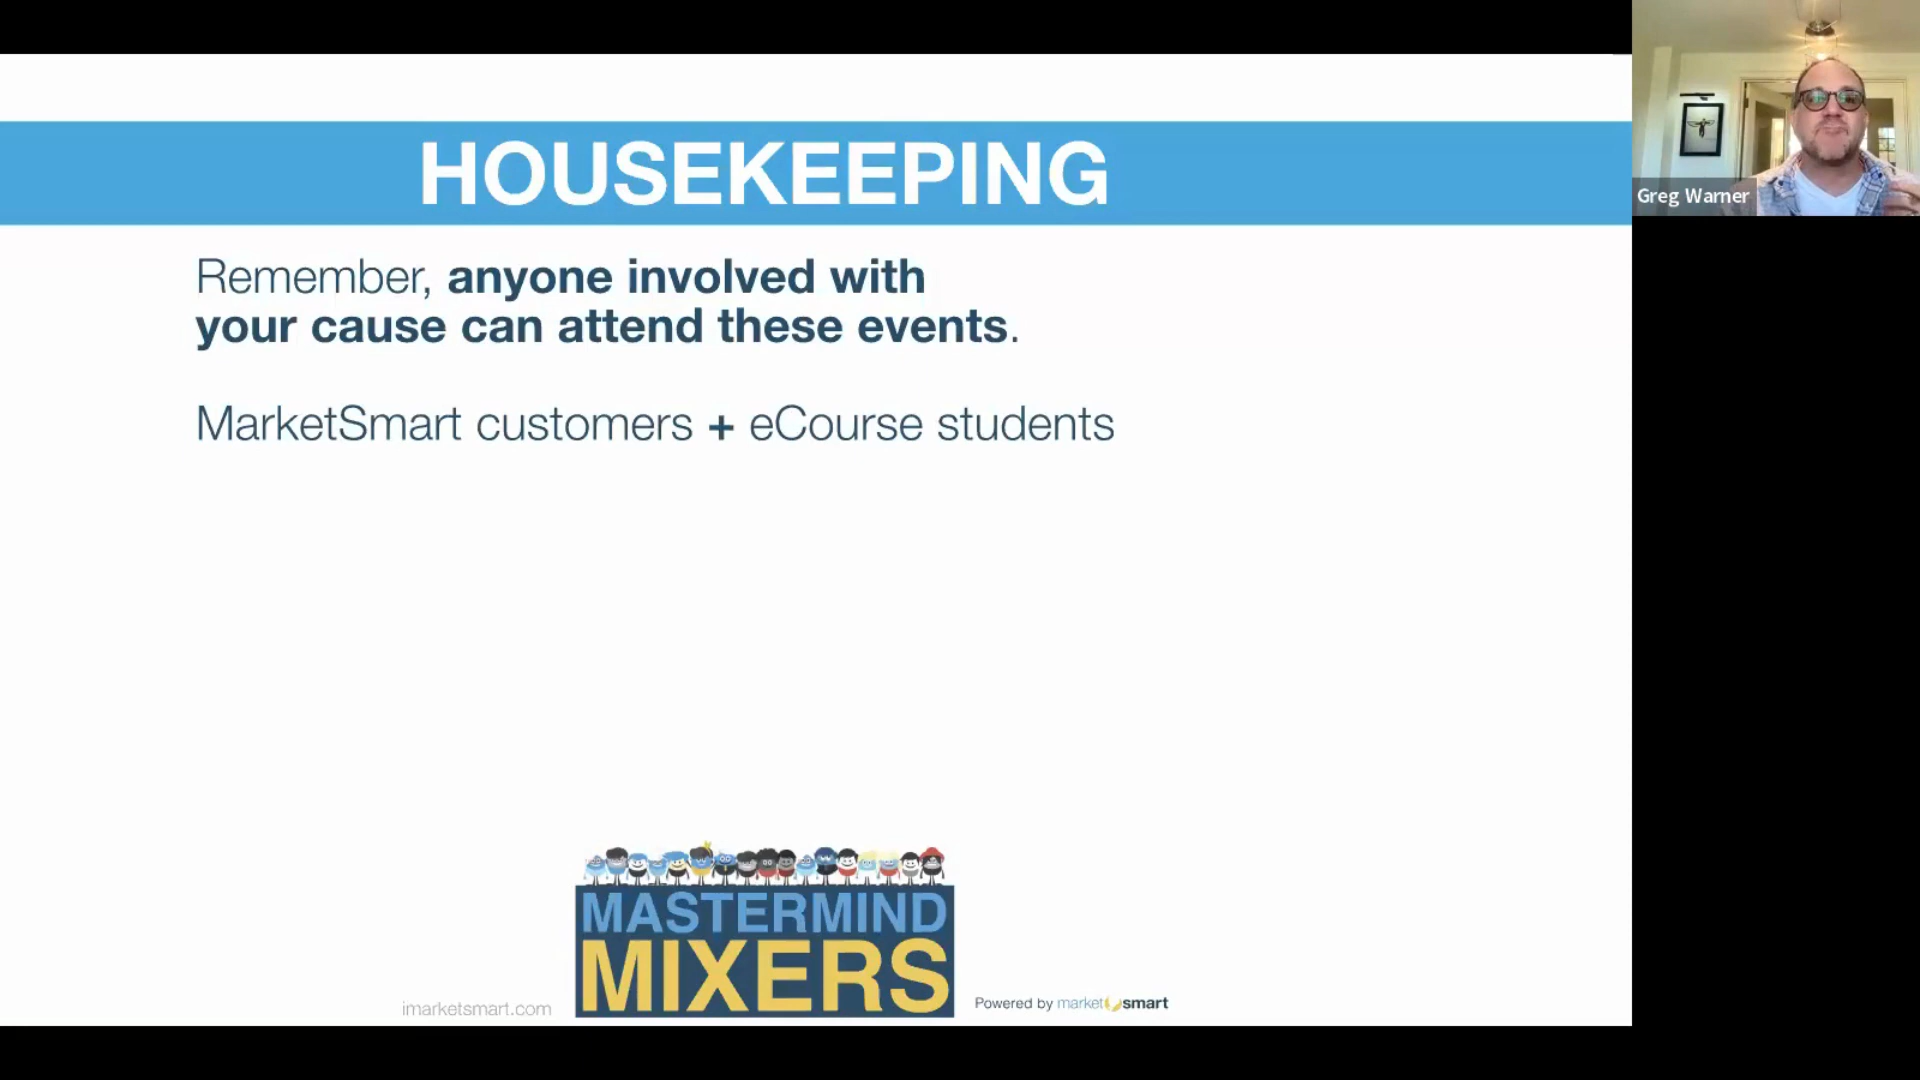 HOUSEKEEPING
Greg Warner
Remember, anyone involved with
your cause can attend these events.
MarketSmart customers + eCourse students
MASTERMIND
MIXERS
imarketsmart.com
Powered by marketsmart